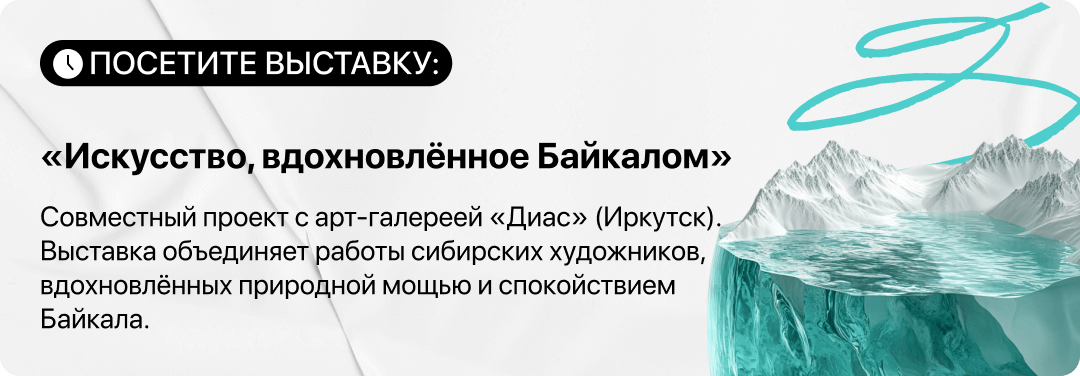 ПОСЕТИТЕ ВЫСТАВКУ:
«Искусство, вдохновлённое Байкалом»
Совместный проект с арт-галереей «Диас» (Иркутск).
Выставка объединяет работы сибирских художников,
вдохновлённых природной мощью и спокойствием
Байкала.